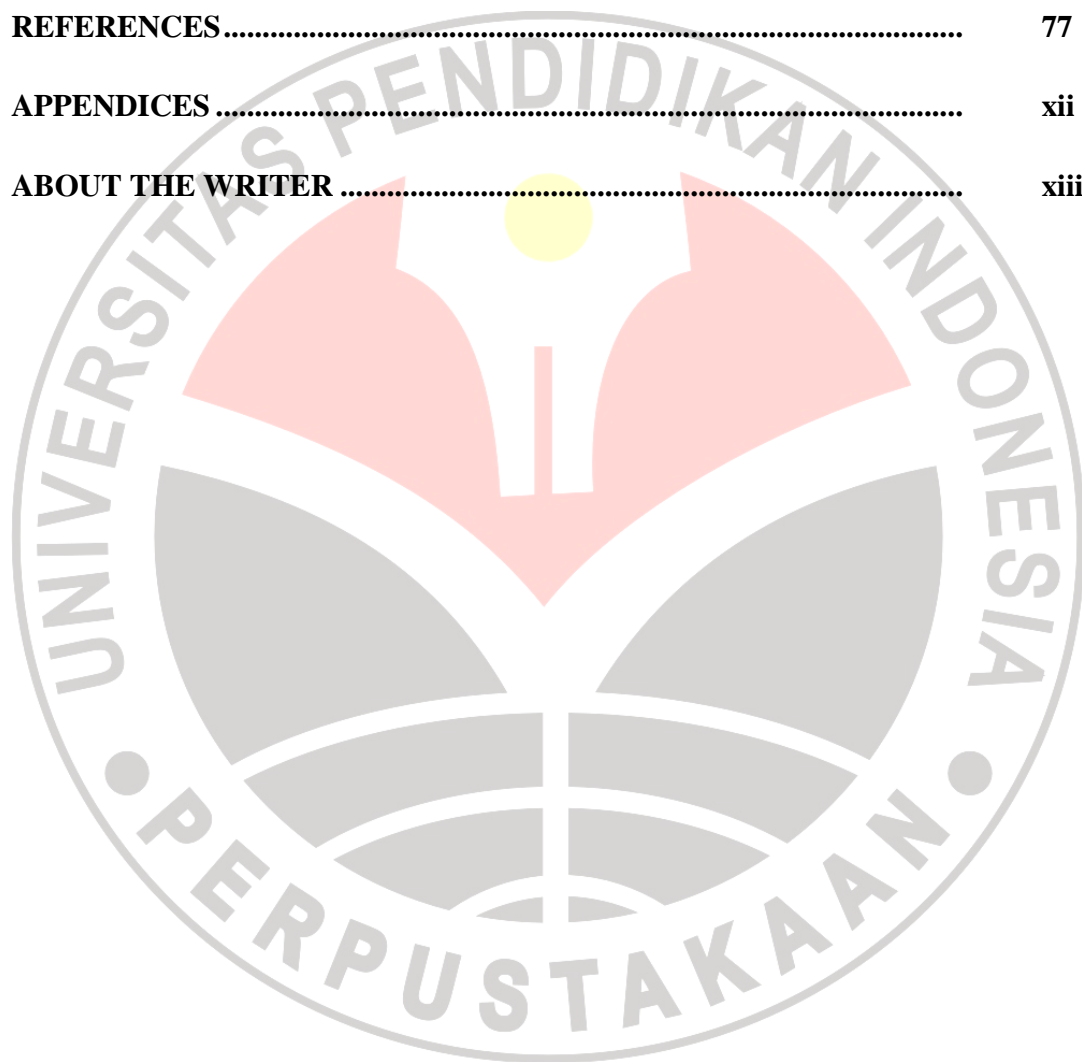 REFERENCES................................................................................................ 77
APPENDICES ................................................................................................. xii
ABOUT THE WRITER ................................................................................. xiii
UNIVERSITAS PENDIDIKAN INDONESIA
PERPUSTAKAAN